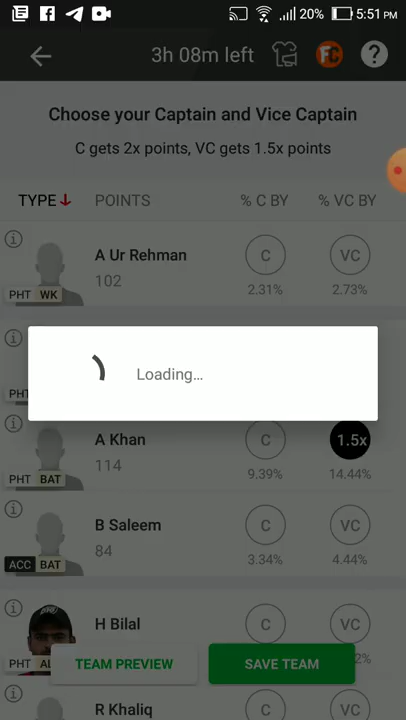 20% 5:51 PM
3h 08m left FC ?
Choose your Captain and Vice Captain
C gets 2x points, VC gets 1.5x points
TYPE POINTS % C BY % VC BY
A Ur Rehman
102
C VC
2.31% 2.73%
PHT WK
Loading...
PHT
A Khan
114
C 1.5x
9.39% 14.44%
PHT BAT
B Saleem
84
C VC
3.34% 4.44%
ACC BAT
H Bilal
C VC
2%
PHT
TEAM PREVIEW SAVE TEAM
R Khaliq
C VC